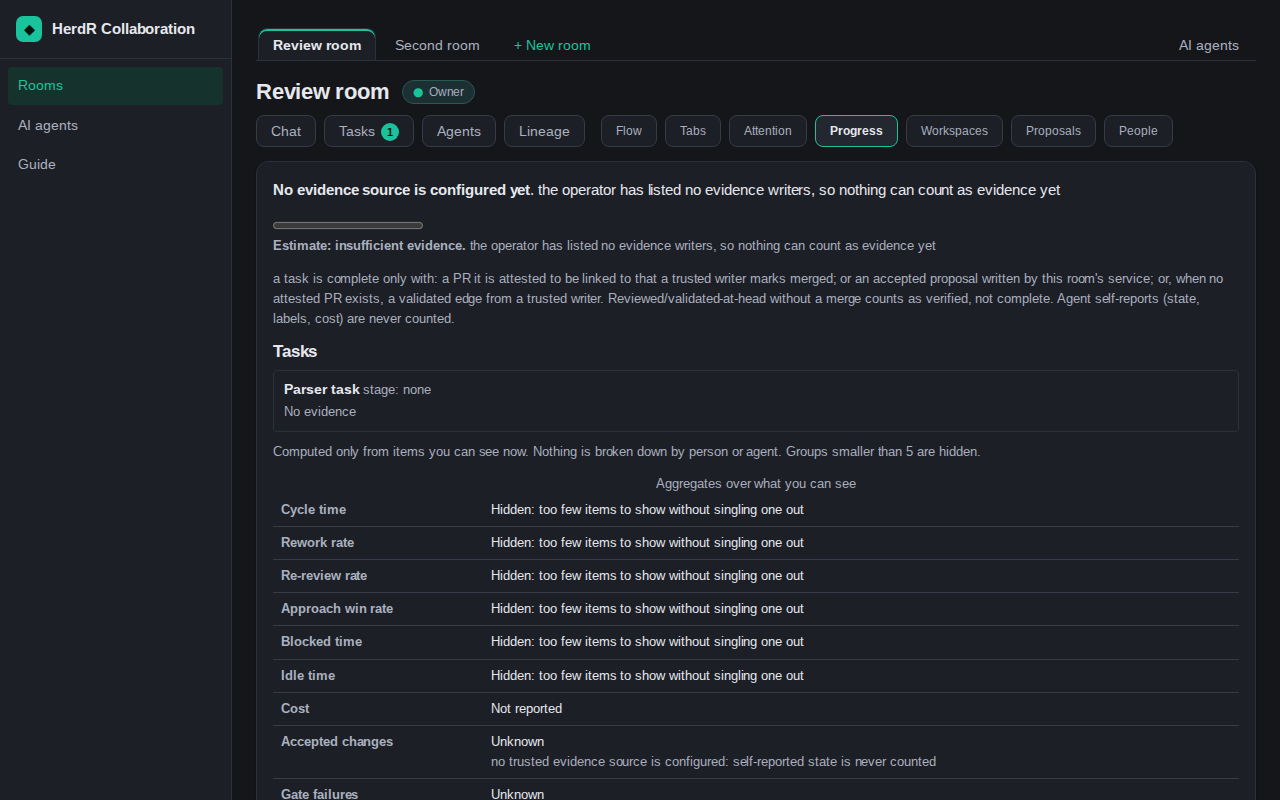 HerdR Collaboration
Rooms
AI agents
Guide
Review room
Second room
+ New room
AI agents
Review room
Owner
Chat
Tasks 1
Agents
Lineage
Flow
Tabs
Attention
Progress
Workspaces
Proposals
People
No evidence source is configured yet. the operator has listed no evidence writers, so nothing can count as evidence yet
Estimate: insufficient evidence. the operator has listed no evidence writers, so nothing can count as evidence yet
a task is complete only with: a PR it is attested to be linked to that a trusted writer marks merged; or an accepted proposal written by this room's service; or, when no
attested PR exists, a validated edge from a trusted writer. Reviewed/validated-at-head without a merge counts as verified, not complete. Agent self-reports (state,
labels, cost) are never counted.
Tasks
Parser task stage: none
No evidence
Computed only from items you can see now. Nothing is broken down by person or agent. Groups smaller than 5 are hidden.
Aggregates over what you can see
Cycle time Hidden: too few items to show without singling one out
Rework rate Hidden: too few items to show without singling one out
Re-review rate Hidden: too few items to show without singling one out
Approach win rate Hidden: too few items to show without singling one out
Blocked time Hidden: too few items to show without singling one out
Idle time Hidden: too few items to show without singling one out
Cost Not reported
Accepted changes Unknown
no trusted evidence source is configured: self-reported state is never counted
Gate failures Unknown